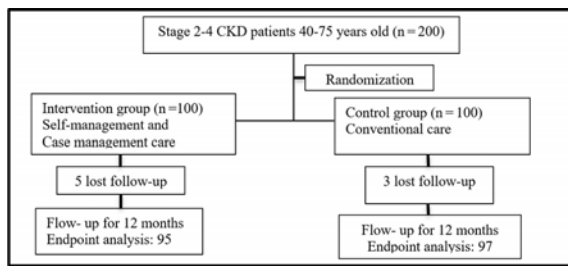 Stage 2-4 CKD patients 40-75 years old (n=200)
Randomization
Intervention group (n=100)
Self-management and
Case management care
Control group (n=100)
Conventional care
5 lost follow-up
3 lost follow-up
Flow- up for 12 months
Endpoint analysis: 95
Flow- up for 12 months
Endpoint analysis: 97